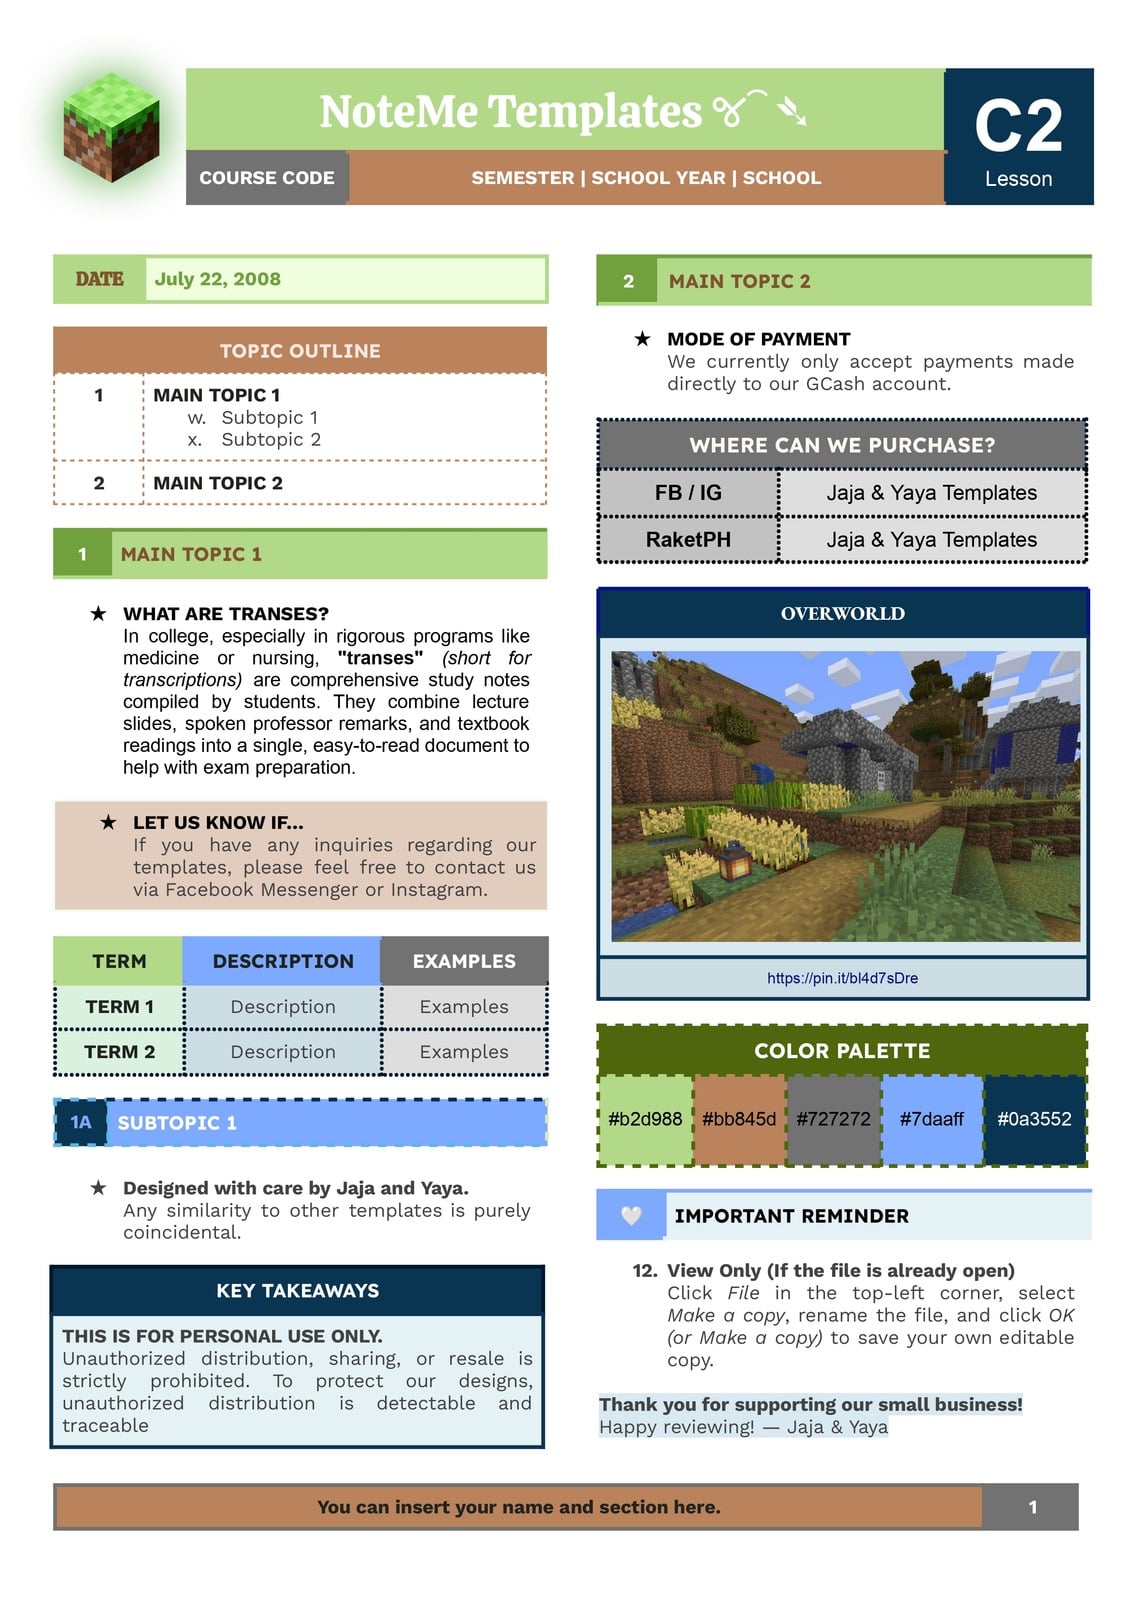 NoteMe Templates
COURSE CODE
SEMESTER | SCHOOL YEAR | SCHOOL
C2
Lesson
DATE
July 22, 2008
TOPIC OUTLINE
1
MAIN TOPIC 1
w. Subtopic 1
x. Subtopic 2
2
MAIN TOPIC 2
1
MAIN TOPIC 1
★ WHAT ARE TRANSES?
In college, especially in rigorous programs like
medicine or nursing, "transes" (short for
transcriptions) are comprehensive study notes
compiled by students. They combine lecture
slides, spoken professor remarks, and textbook
readings into a single, easy-to-read document to
help with exam preparation.
★ LET US KNOW IF...
If you have any inquiries regarding our
templates, please feel free to contact us
via Facebook Messenger or Instagram.
TERM DESCRIPTION EXAMPLES
TERM 1 Description Examples
TERM 2 Description Examples
1A SUBTOPIC 1
★ Designed with care by Jaja and Yaya.
Any similarity to other templates is purely
coincidental.
KEY TAKEAWAYS
THIS IS FOR PERSONAL USE ONLY.
Unauthorized distribution, sharing, or resale is
strictly prohibited. To protect our designs,
unauthorized distribution is detectable and
traceable
2 MAIN TOPIC 2
★ MODE OF PAYMENT
We currently only accept payments made
directly to our GCash account.
WHERE CAN WE PURCHASE?
FB / IG Jaja & Yaya Templates
RaketPH Jaja & Yaya Templates
OVERWORLD
https://pin.it/bl4d7sDre
COLOR PALETTE
#b2d988 #bb845d #727272 #7daaff #0a3552
🤍 IMPORTANT REMINDER
12. View Only (If the file is already open)
Click File in the top-left corner, select
Make a copy, rename the file, and click OK
(or Make a copy) to save your own editable
copy.
Thank you for supporting our small business!
Happy reviewing! — Jaja & Yaya
You can insert your name and section here.
1